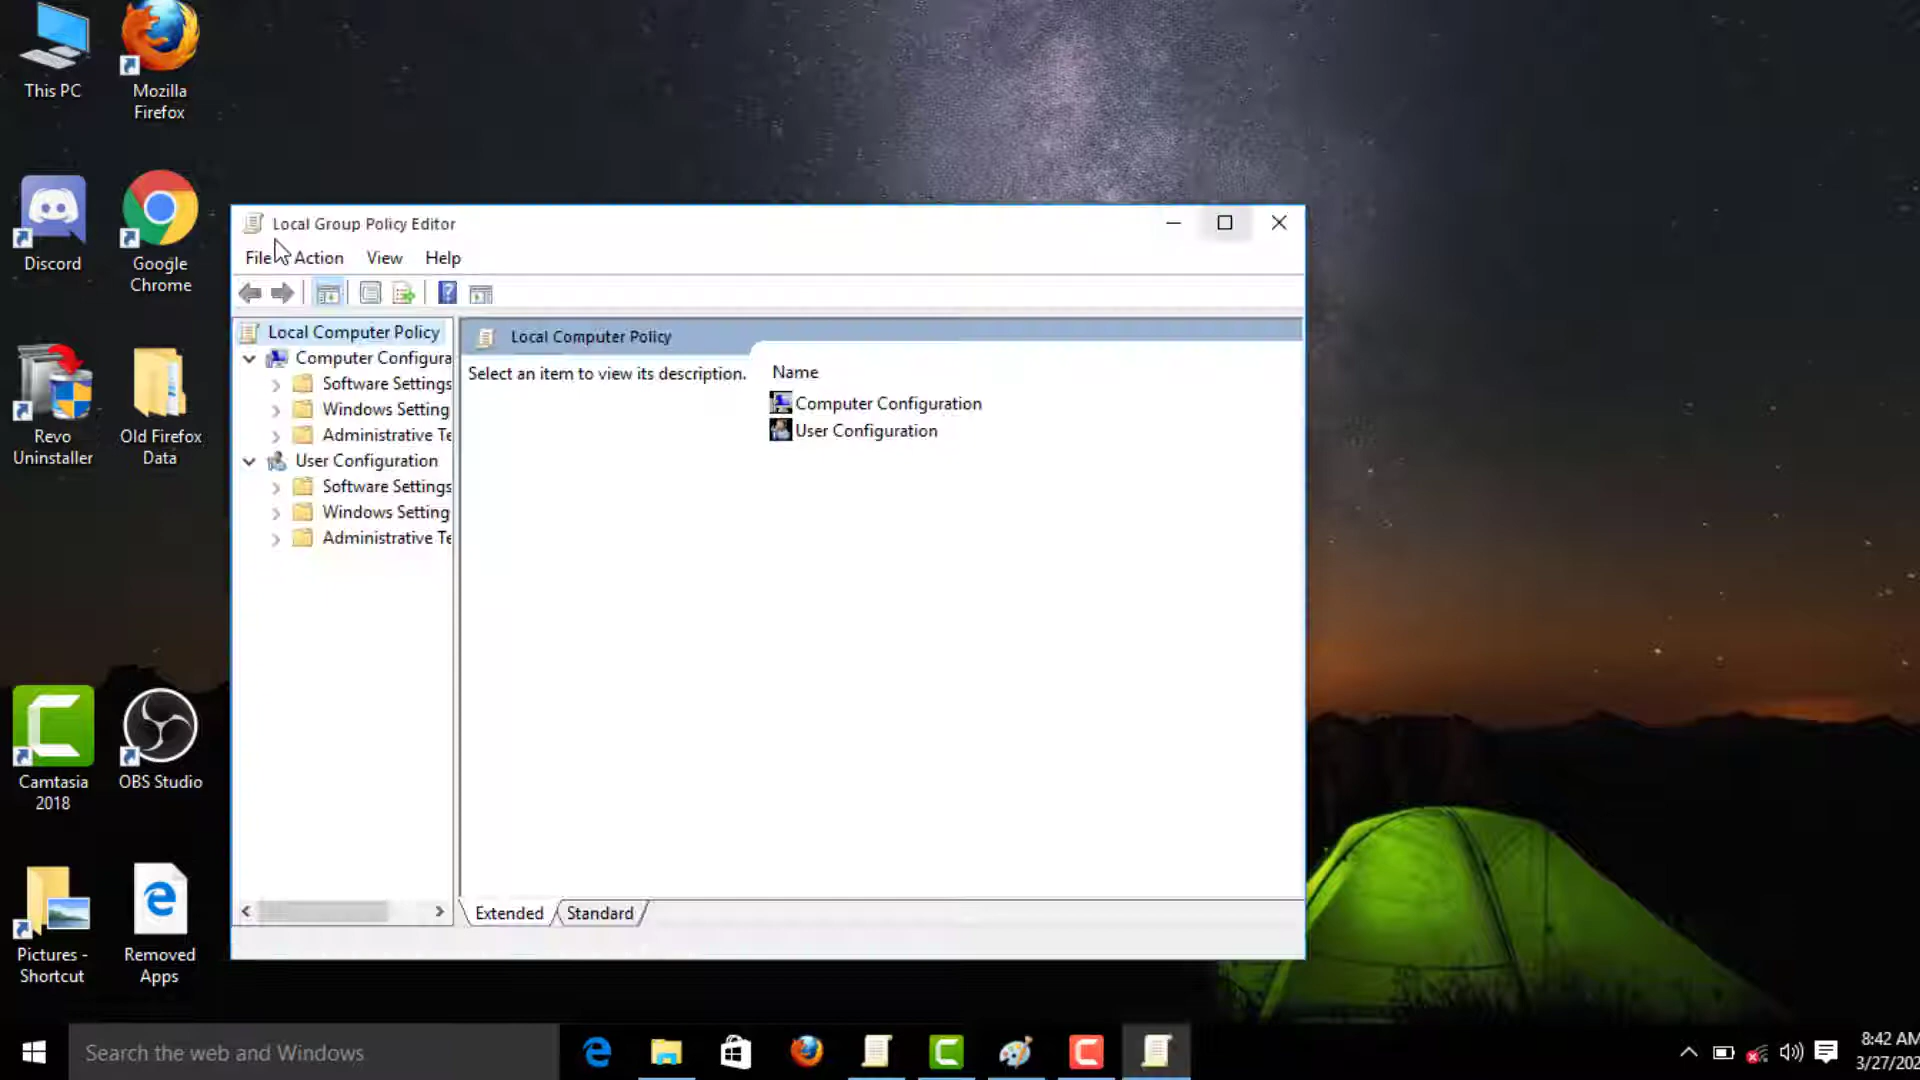 This PC
Mozilla
Firefox
Discord
Google
Chrome
Revo
Uninstaller
Old Firefox
Data
Camtasia
2018
OBS Studio
Pictures -
Shortcut
Removed
Apps
Local Group Policy Editor
File Action View Help
Local Computer Policy
Computer Configura
Software Settings
Windows Setting
Administrative Te
User Configuration
Software Settings
Windows Setting
Administrative Te
Local Computer Policy
Select an item to view its description.
Name
Computer Configuration
User Configuration
Extended
Standard
Search the web and Windows
8:42 AM
3/27/202